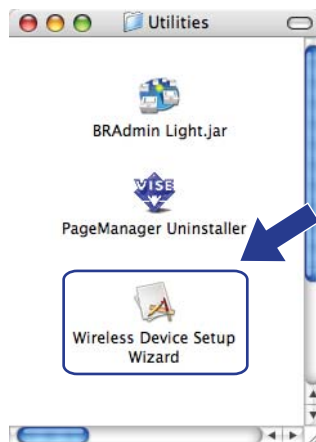 Utilities
BRAdmin Light.jar
VISE
PageManager Uninstaller
Wireless Device Setup
Wizard